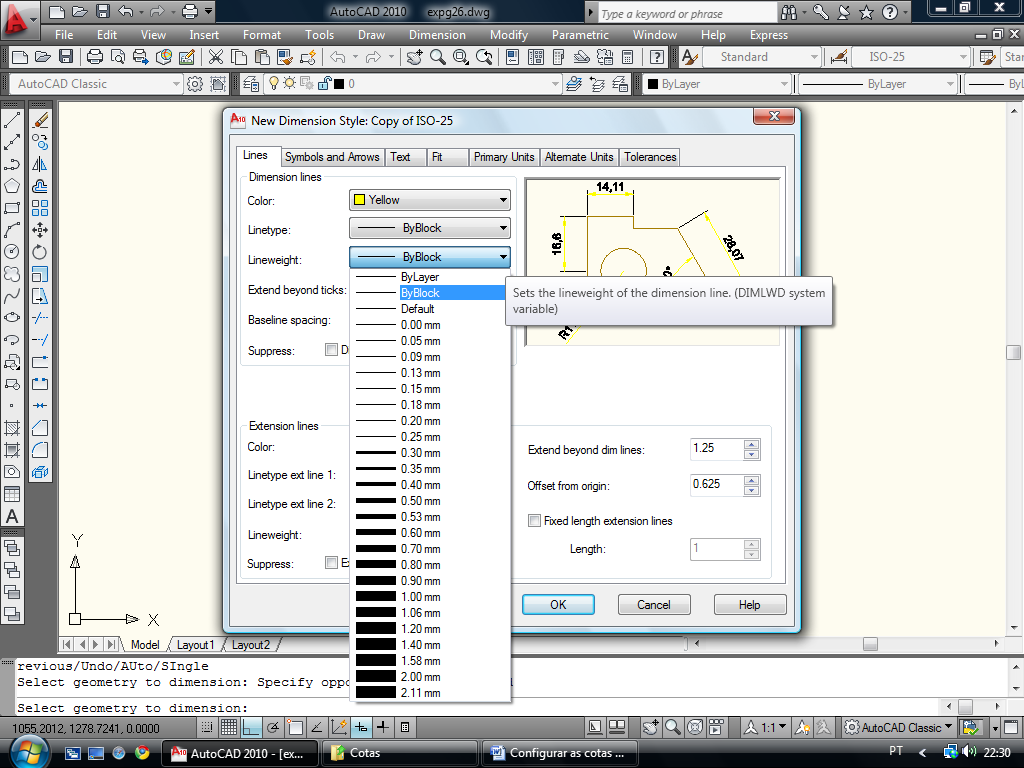 AutoCAD 2010 expg26.dwg
Type a keyword or phrase
File Edit View Insert Format Tools Draw Dimension Modify Parametric Window Help Express
Standard ISO-25
AutoCAD Classic 0 ByLayer ByLayer
New Dimension Style: Copy of ISO-25
Lines Symbols and Arrows Text Fit Primary Units Alternate Units Tolerances
Dimension lines
Color: Yellow
Linetype: ByBlock
Lineweight: ByBlock
Extend beyond ticks:
Baseline spacing:
Suppress:
ByLayer
ByBlock
Default
0.00 mm
0.05 mm
0.09 mm
0.13 mm
0.15 mm
0.18 mm
0.20 mm
0.25 mm
0.30 mm
0.35 mm
0.40 mm
0.50 mm
0.53 mm
0.60 mm
0.70 mm
0.80 mm
0.90 mm
1.00 mm
1.06 mm
1.20 mm
1.40 mm
1.58 mm
2.00 mm
2.11 mm
14,11
16,6
28,07
Sets the lineweight of the dimension line. (DIMLWD system
variable)
Extension lines
Color:
Linetype ext line 1:
Linetype ext line 2:
Lineweight:
Suppress:
Extend beyond dim lines: 1.25
Offset from origin: 0.625
Fixed length extension lines
Length: 1
OK Cancel Help
Y
X
A
Model Layout1 Layout2
revious/Undo/AUto/SIngle
Select geometry to dimension: Specify
Select geometry to dimension:
1055.2012, 1278.7241, 0.0000 1:1 AutoCAD Classic
AutoCAD 2010 - [ex... Cotas Configurar as cotas ... PT 22:30